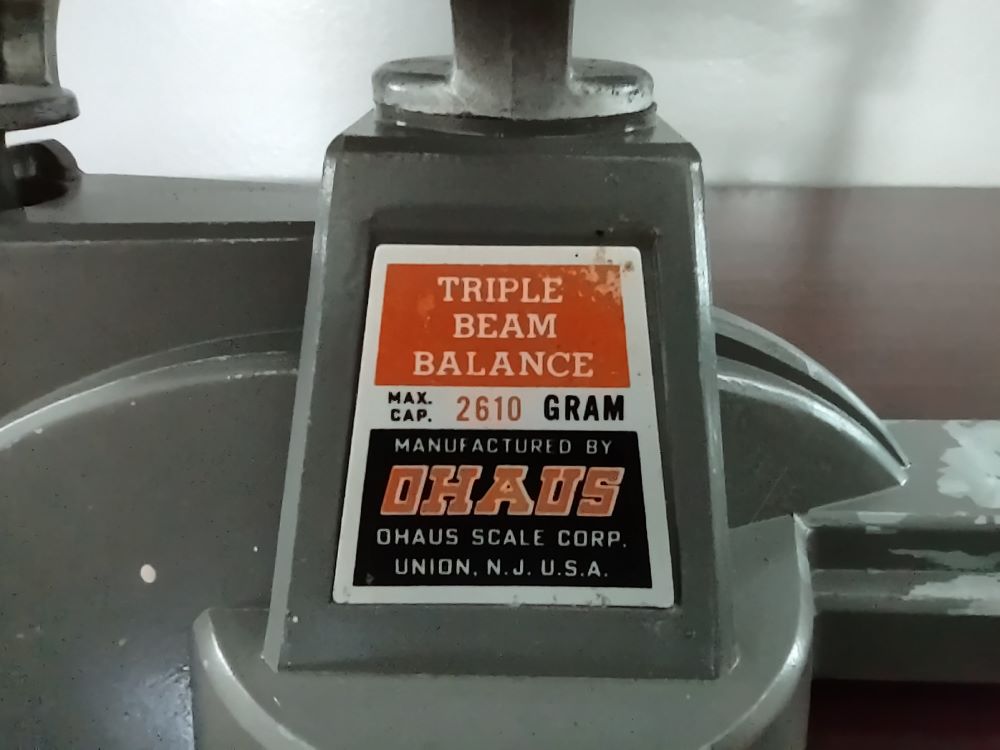 TRIPLE
BEAM
BALANCE
MAX.
CAP. 2610 GRAM
MANUFACTURED BY
OHAUS
OHAUS SCALE CORP.
UNION, N.J. U.S.A.